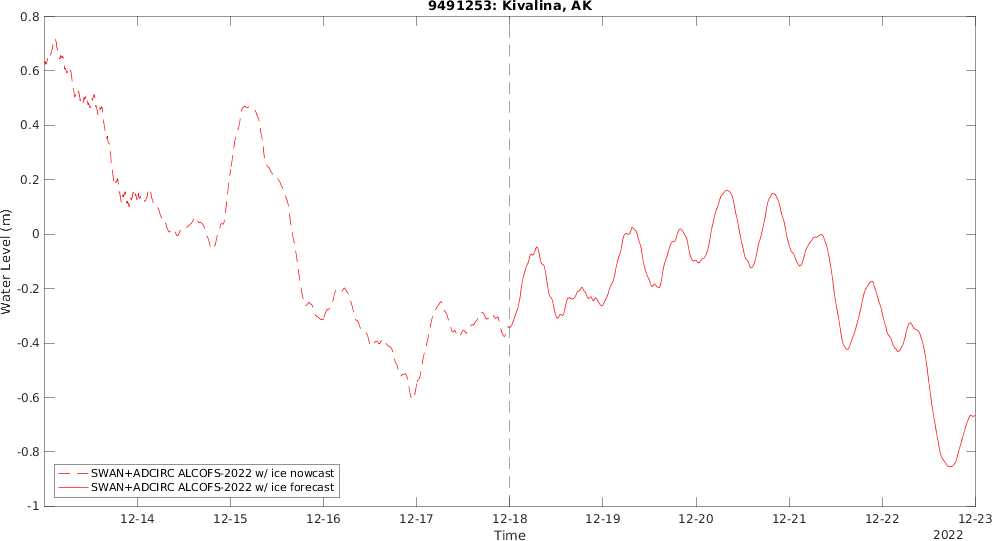 9491253: Kivalina, AK
0.8
0.6
0.4
0.2
0
-0.2
-0.4
-0.6
-0.8
-1
Water Level (m)
SWAN+ADCIRC ALCOFS-2022 w/ ice nowcast
SWAN+ADCIRC ALCOFS-2022 w/ ice forecast
12-14 12-15 12-16 12-17 12-18 12-19 12-20 12-21 12-22 12-23
Time
2022